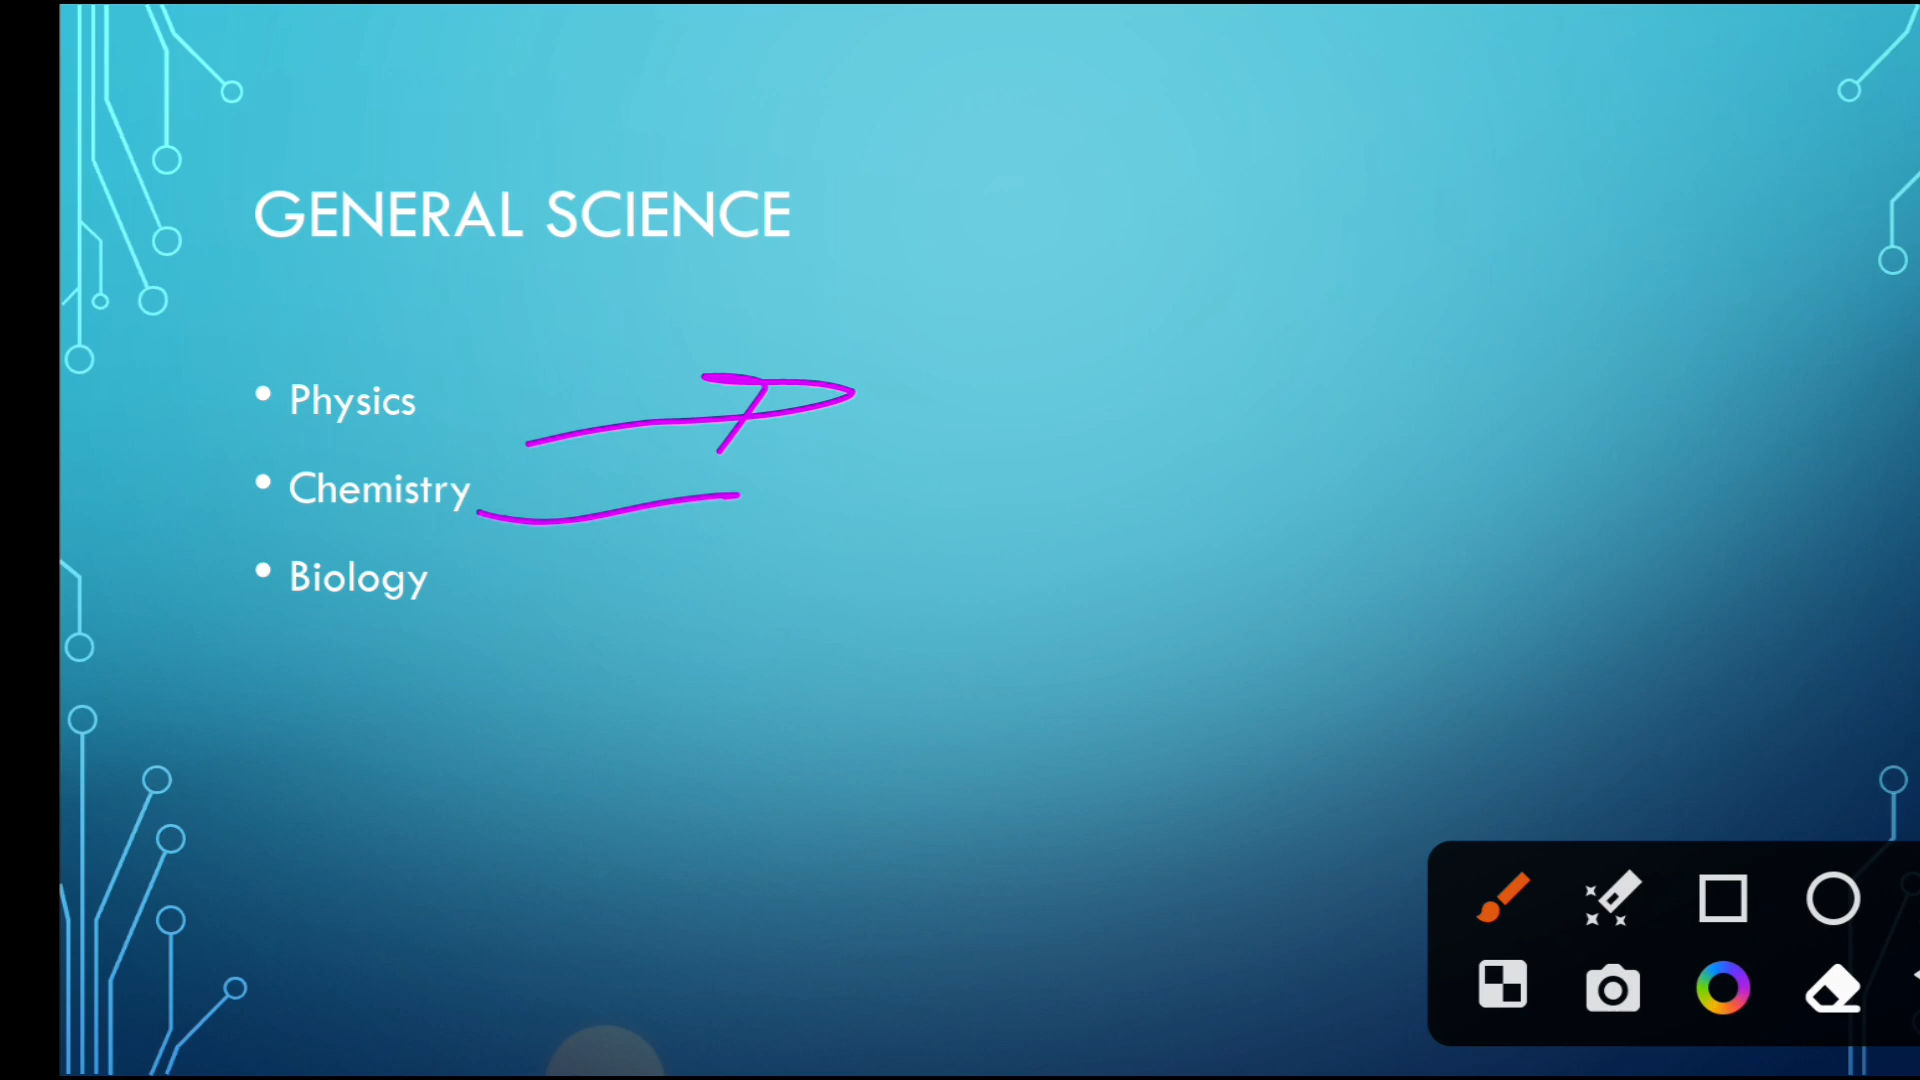 GENERAL SCIENCE
• Physics
• Chemistry
• Biology